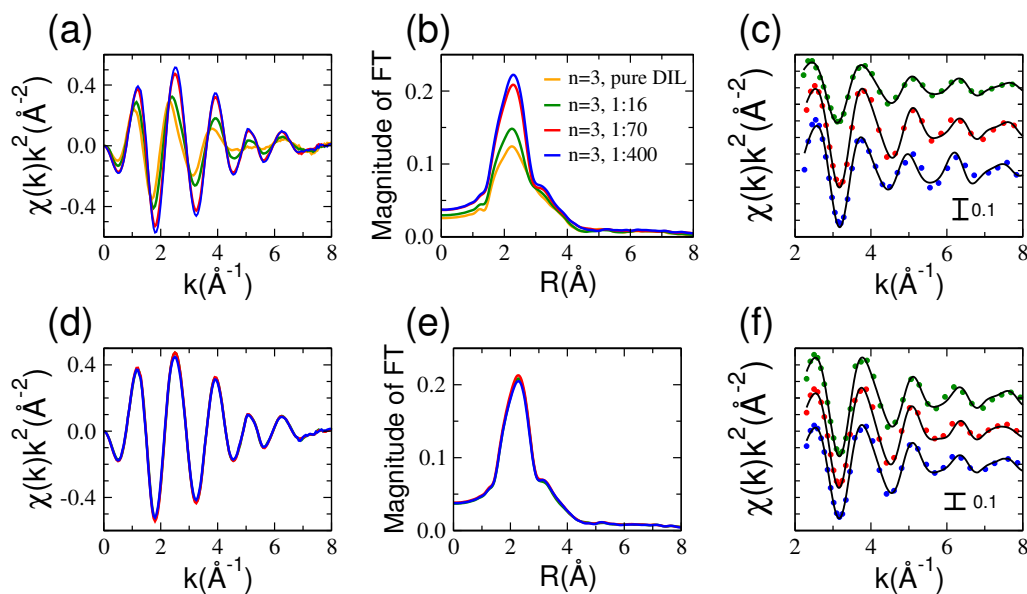 (a)
χ(k)k²(Å⁻²)
0.4
0.0
-0.4
0 2 4 6 8
k(Å⁻¹)
(b)
Magnitude of FT
0.2
0.1
0.0
0 2 4 6 8
R(Å)
n=3, pure DIL
n=3, 1:16
n=3, 1:70
n=3, 1:400
(c)
χ(k)k²(Å⁻²)
0.1
2 4 6 8
k(Å⁻¹)
(d)
χ(k)k²(Å⁻²)
0.4
0.0
-0.4
0 2 4 6 8
k(Å⁻¹)
(e)
Magnitude of FT
0.2
0.1
0.0
0 2 4 6 8
R(Å)
(f)
χ(k)k²(Å⁻²)
0.1
2 4 6 8
k(Å⁻¹)